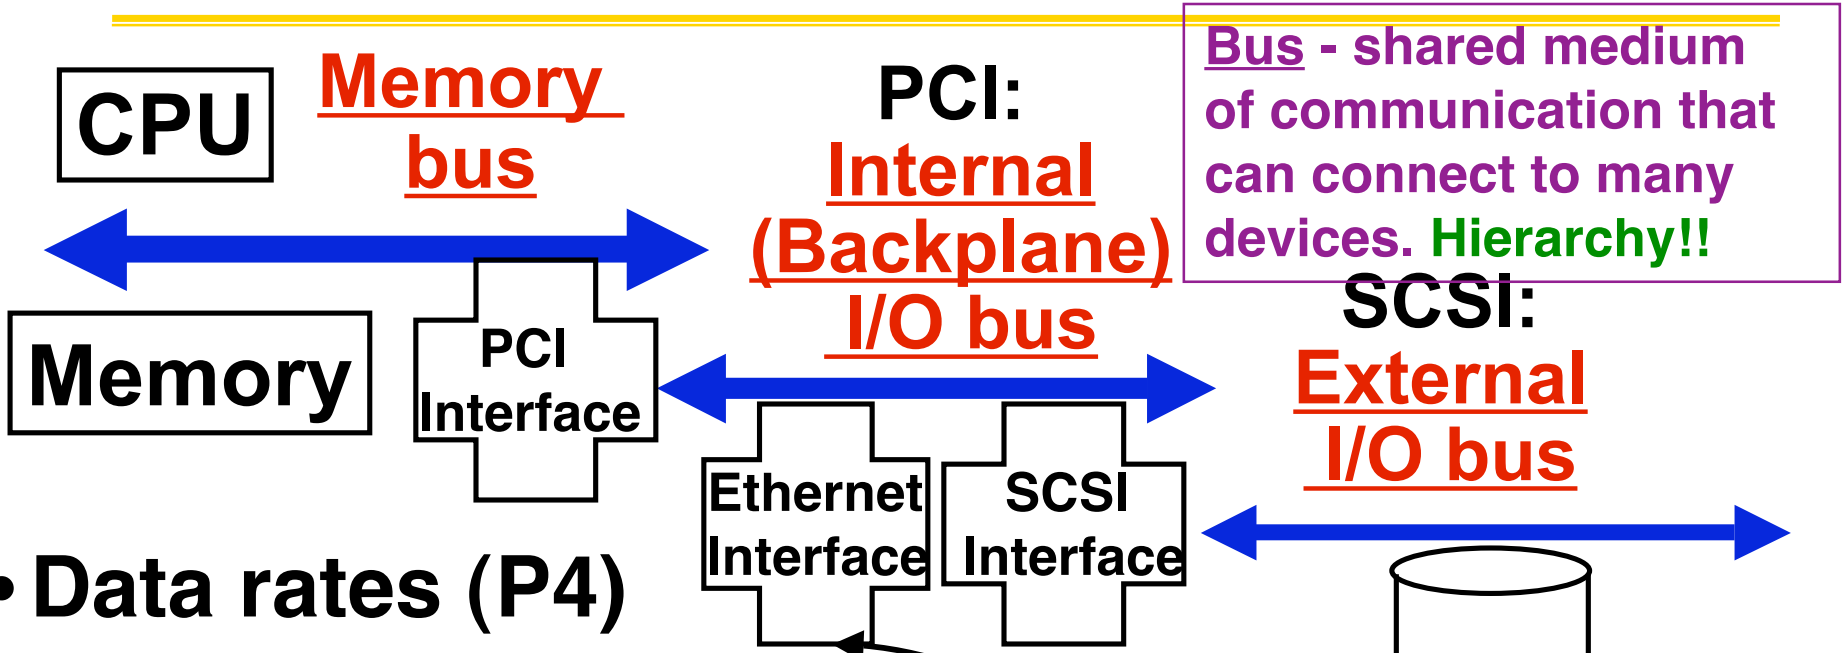 CPU
Memory
bus
PCI:
Internal
(Backplane)
I/O bus
Bus - shared medium
of communication that
can connect to many
devices. Hierarchy!!
SCSI:
External
I/O bus
Memory
PCI
Interface
Ethernet
Interface
SCSI
Interface
• Data rates (P4)